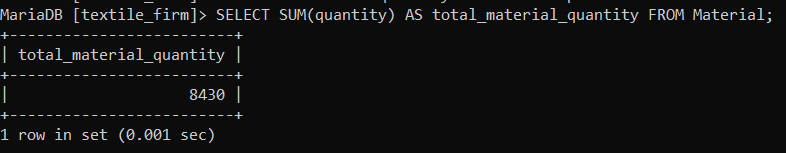 MariaDB [textile_firm]> SELECT SUM(quantity) AS total_material_quantity FROM Material;
+-------------------------+
| total_material_quantity |
+-------------------------+
|                    8430 |
+-------------------------+
1 row in set (0.001 sec)